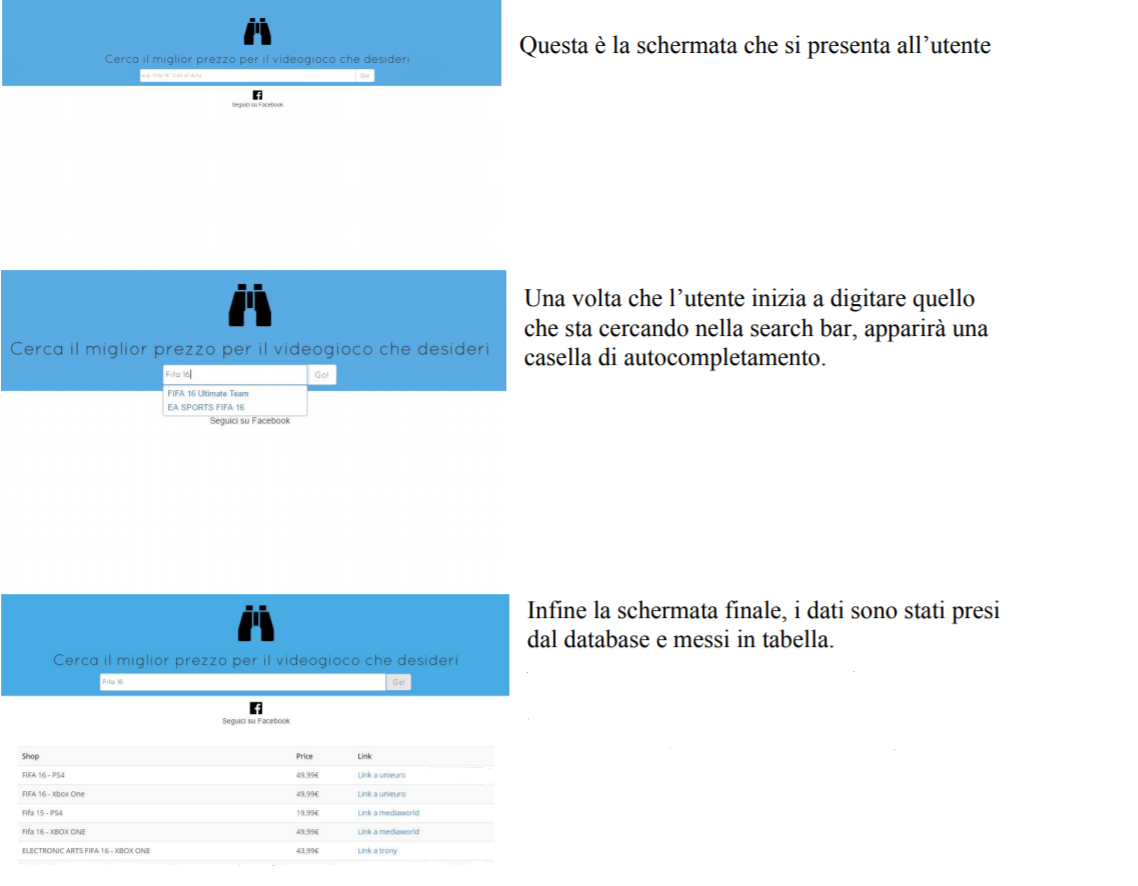 Cerca il miglior prezzo per il videogioco che desideri
e.g. Fifa 16, Call of duty
Go!
Seguici su Facebook
Questa è la schermata che si presenta all’utente
Cerca il miglior prezzo per il videogioco che desideri
Fifa 16
Go!
FIFA 16 Ultimate Team
EA SPORTS FIFA 16
Seguici su Facebook
Una volta che l’utente inizia a digitare quello
che sta cercando nella search bar, apparirà una
casella di autocompletamento.
Cerca il miglior prezzo per il videogioco che desideri
Fifa 16
Go!
Seguici su Facebook
Shop Price Link
FIFA 16 - PS4 49.99€ Link a unieuro
FIFA 16 - Xbox One 49.99€ Link a unieuro
Fifa 15 - PS4 19,99€ Link a mediaworld
Fifa 16 - XBOX ONE 49,99€ Link a mediaworld
ELECTRONIC ARTS FIFA 16 - XBOX ONE 43,99€ Link a trony
Infine la schermata finale, i dati sono stati presi
dal database e messi in tabella.